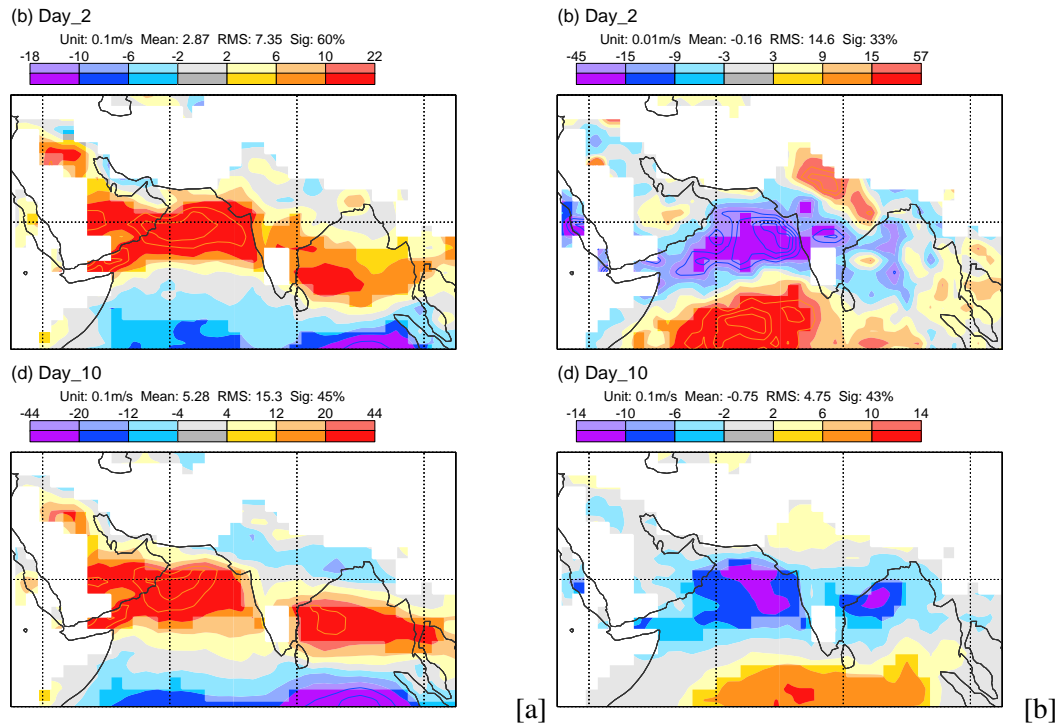 (b) Day_2
Unit: 0.1m/s Mean: 2.87 RMS: 7.35 Sig: 60%
-18 -10 -6 -2 2 6 10 22
(b) Day_2
Unit: 0.01m/s Mean: -0.16 RMS: 14.6 Sig: 33%
-45 -15 -9 -3 3 9 15 57
(d) Day_10
Unit: 0.1m/s Mean: 5.28 RMS: 15.3 Sig: 45%
-44 -20 -12 -4 4 12 20 44
(d) Day_10
Unit: 0.1m/s Mean: -0.75 RMS: 4.75 Sig: 43%
-14 -10 -6 -2 2 6 10 14
[a] [b]